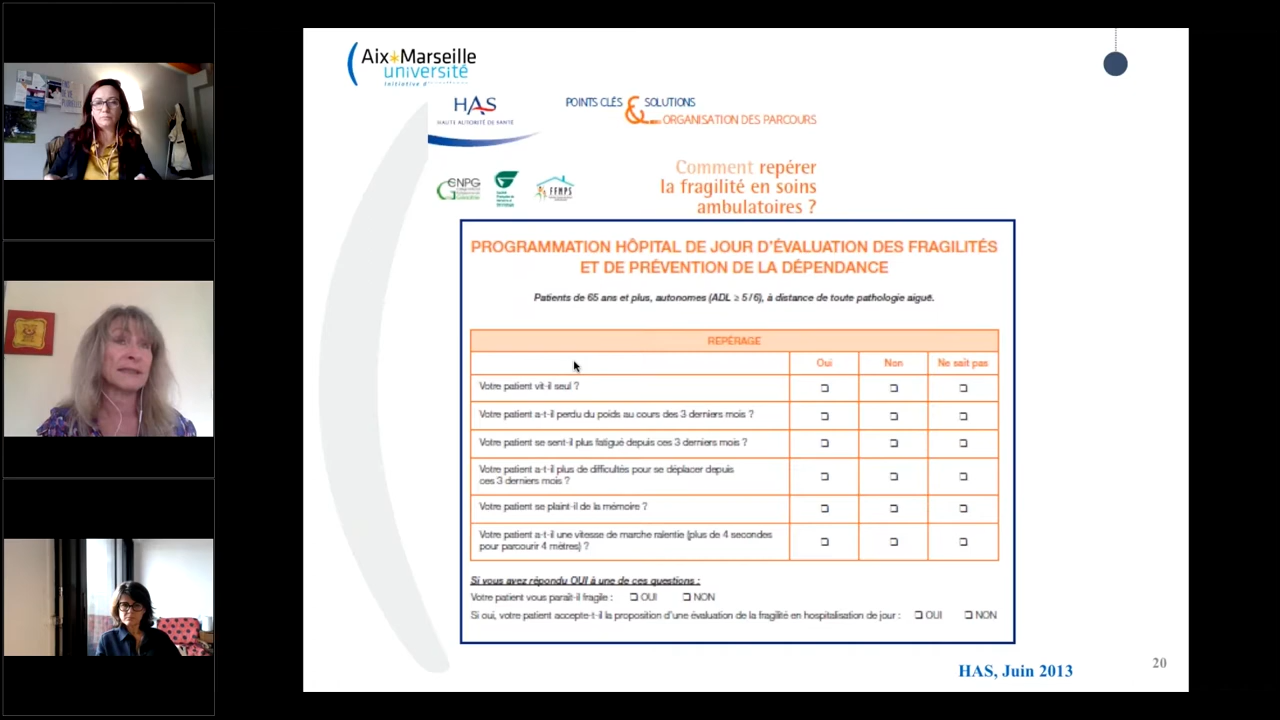 Aix*Marseille
université
HAS
HAUTE AUTORITÉ DE SANTÉ
POINTS CLÉS & SOLUTIONS
ORGANISATION DES PARCOURS
CNPG
FFMPS
Comment repérer
la fragilité en soins
ambulatoires ?
PROGRAMMATION HÔPITAL DE JOUR D'ÉVALUATION DES FRAGILITÉS
ET DE PRÉVENTION DE LA DÉPENDANCE
Patients de 65 ans et plus, autonomes (ADL ≥ 5/6), à distance de toute pathologie aiguë.
REPÉRAGE
Oui Non Ne sait pas
Votre patient vit-il seul ?
Votre patient a-t-il perdu du poids au cours des 3 derniers mois ?
Votre patient se sent-il plus fatigué depuis ces 3 derniers mois ?
Votre patient a-t-il plus de difficultés pour se déplacer depuis
ces 3 derniers mois ?
Votre patient se plaint-il de la mémoire ?
Votre patient a-t-il une vitesse de marche ralentie (plus de 4 secondes
pour parcourir 4 mètres) ?
Si vous avez répondu OUI à une de ces questions :
Votre patient vous paraît-il fragile : ❑ OUI ❑ NON
Si oui, votre patient accepte-t-il la proposition d'une évaluation de la fragilité en hospitalisation de jour : ❑ OUI ❑ NON
HAS, Juin 2013
20